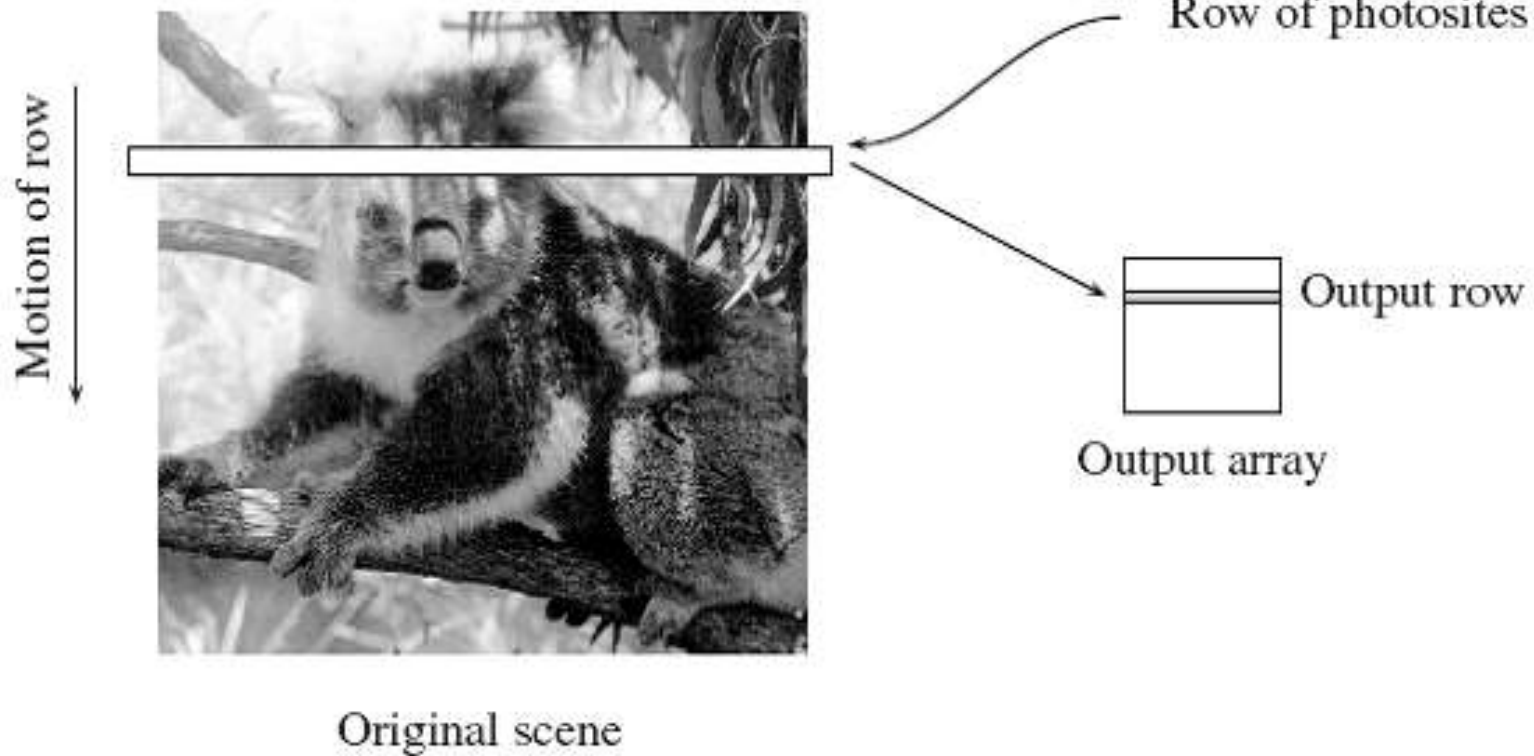 Row of photosites
Motion of row
Output row
Output array
Original scene